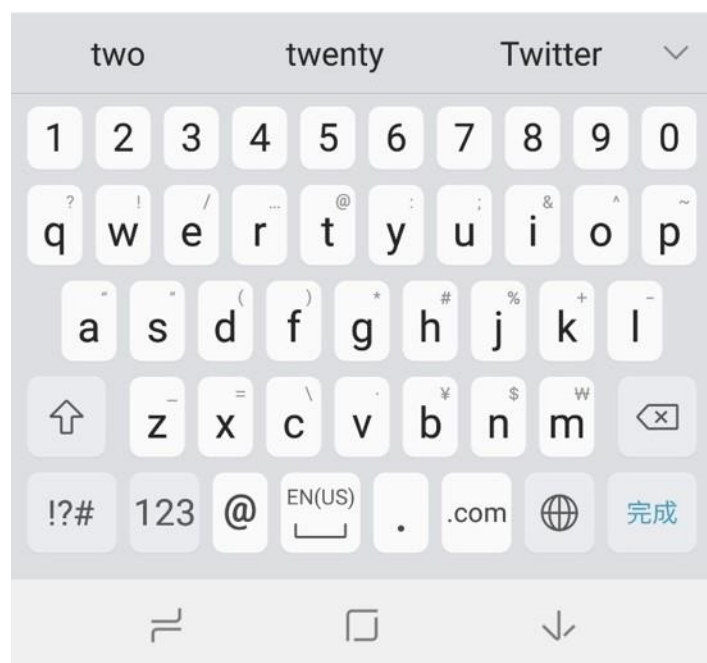 two twenty Twitter
1 2 3 4 5 6 7 8 9 0
? ! / ... @ : ; & ^ ~
q w e r t y u i o p
" " ( ) * # % + -
a s d f g h j k l
_ = \ · ¥ $ ₩
z x c v b n m
!?# 123 @ EN(US) . .com 完成